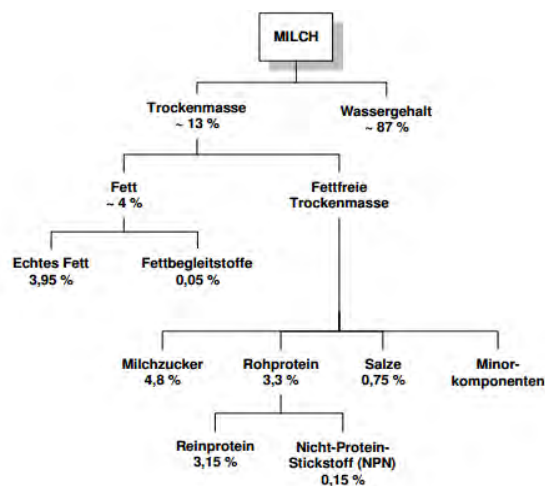 MILCH
Trockenmasse
~ 13 %
Wassergehalt
~ 87 %
Fett
~ 4 %
Fettfreie
Trockenmasse
Echtes Fett
3,95 %
Fettbegleitstoffe
0,05 %
Milchzucker
4,8 %
Rohprotein
3,3 %
Salze
0,75 %
Minor-
komponenten
Reinprotein
3,15 %
Nicht-Protein-
Stickstoff (NPN)
0,15 %